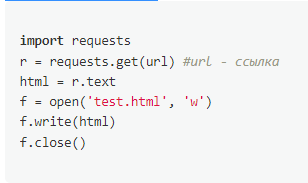 import requests
r = requests.get(url) #url - ссылка
html = r.text
f = open('test.html', 'w')
f.write(html)
f.close()